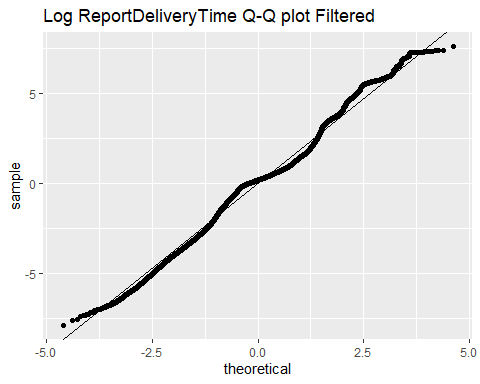 Log ReportDeliveryTime Q-Q plot Filtered
5
0
-5
sample
-5.0 -2.5 0.0 2.5 5.0
theoretical